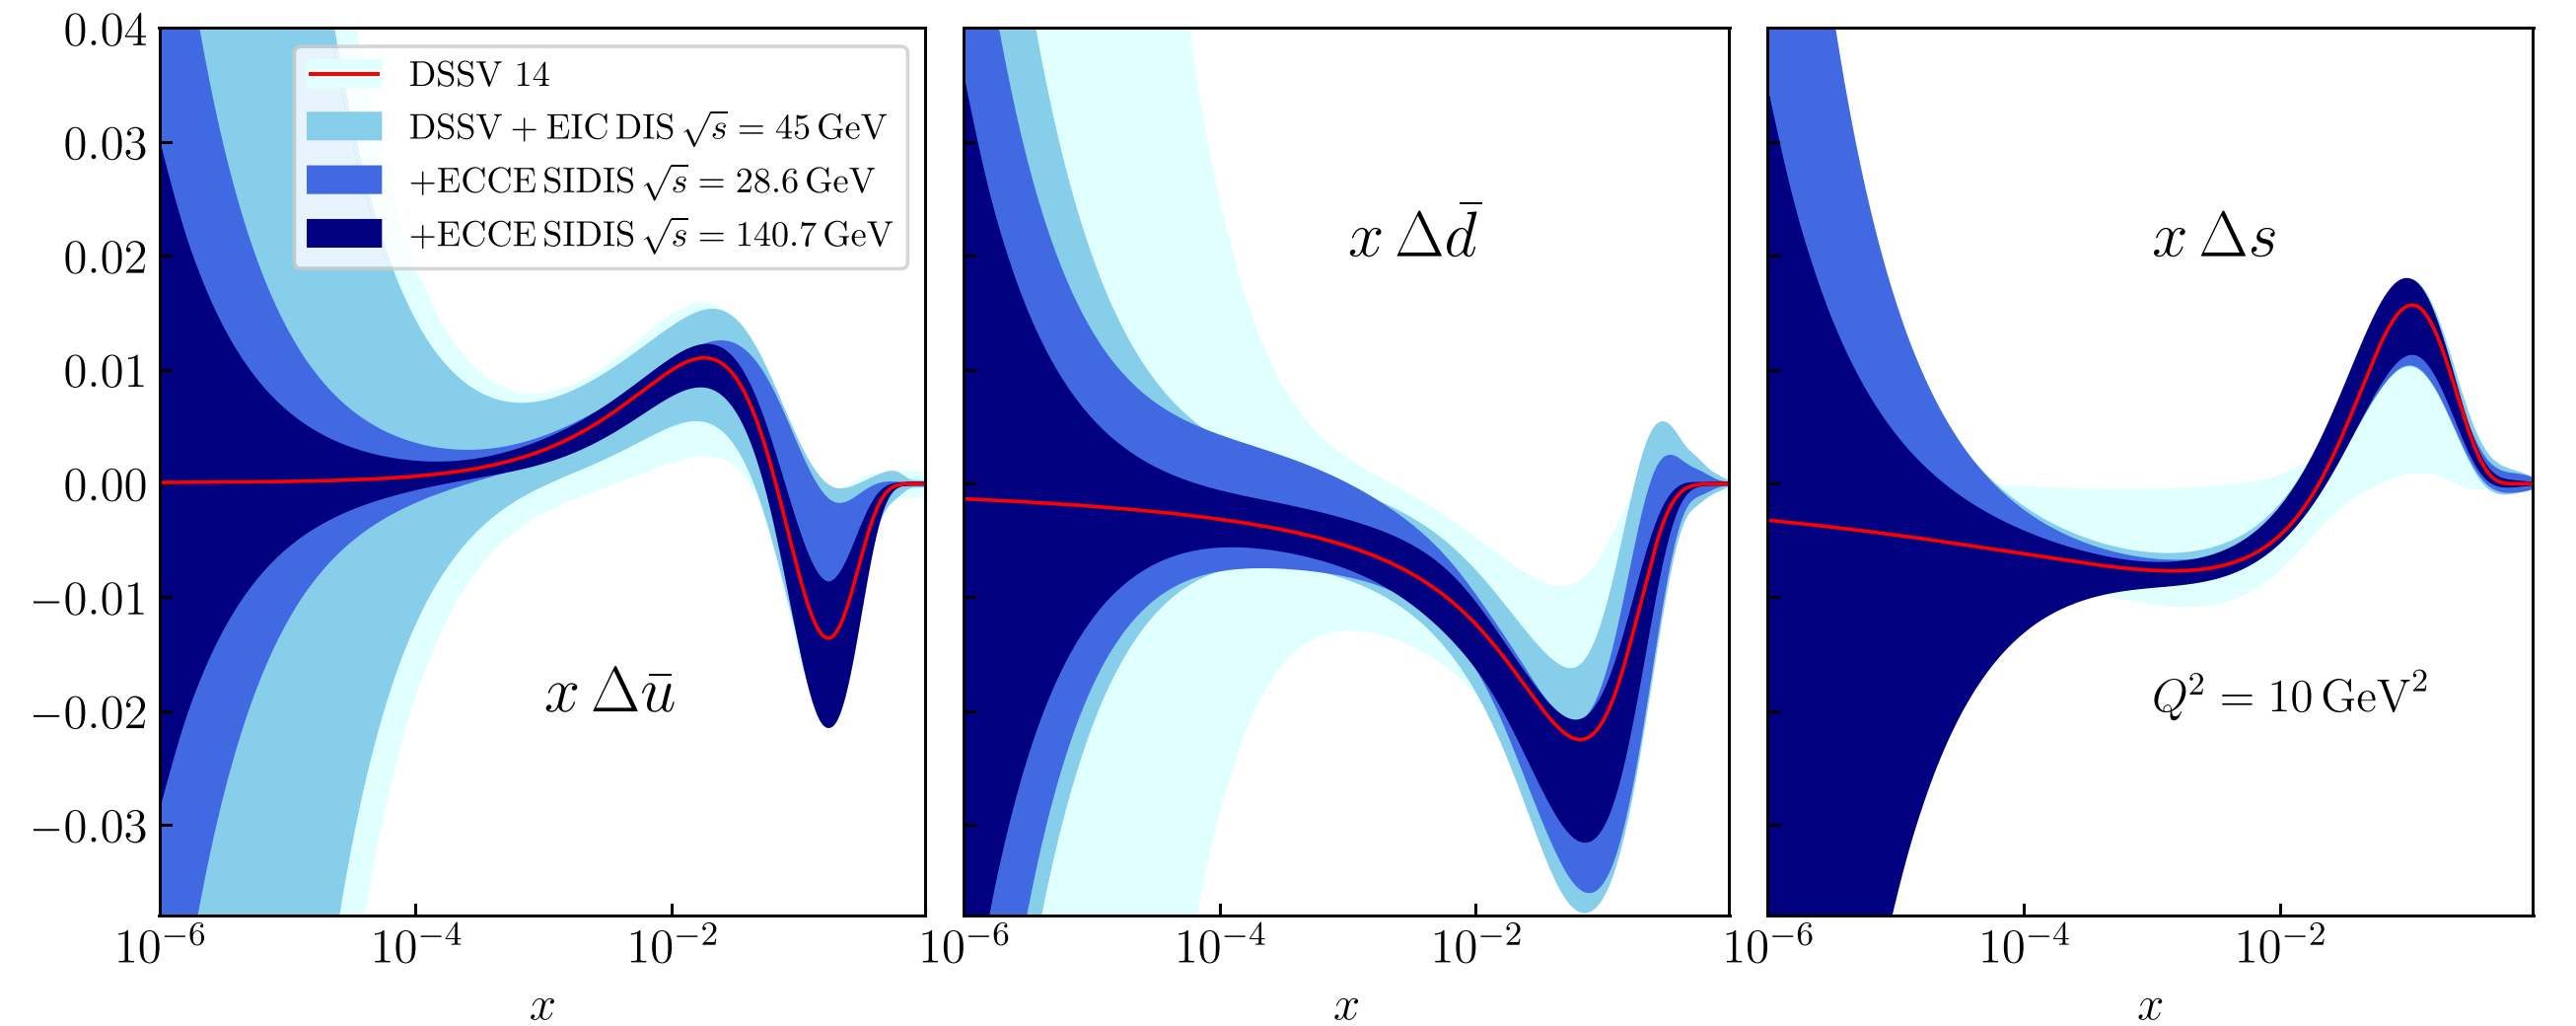 0.04
0.03
0.02
0.01
0.00
−0.01
−0.02
−0.03
DSSV 14
DSSV + EIC DIS √s = 45 GeV
+ECCE SIDIS √s = 28.6 GeV
+ECCE SIDIS √s = 140.7 GeV
x Δū
x Δd̄
x Δs
Q² = 10 GeV²
10⁻⁶ 10⁻⁴ 10⁻² 10⁻⁶ 10⁻⁴ 10⁻² 10⁻⁶ 10⁻⁴ 10⁻²
x x x